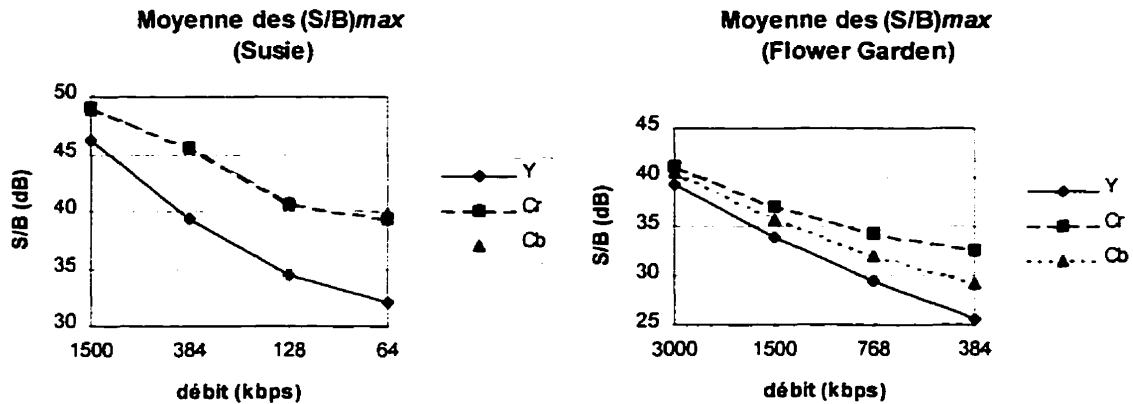 Moyenne des (S/B)max
(Susie)
50
45
40
35
30
S/B (dB)
1500 384 128 64
débit (kbps)
Y
Cr
Cb
Moyenne des (S/B)max
(Flower Garden)
45
40
35
30
25
S/B (dB)
3000 1500 768 384
débit (kbps)
Y
Cr
Cb